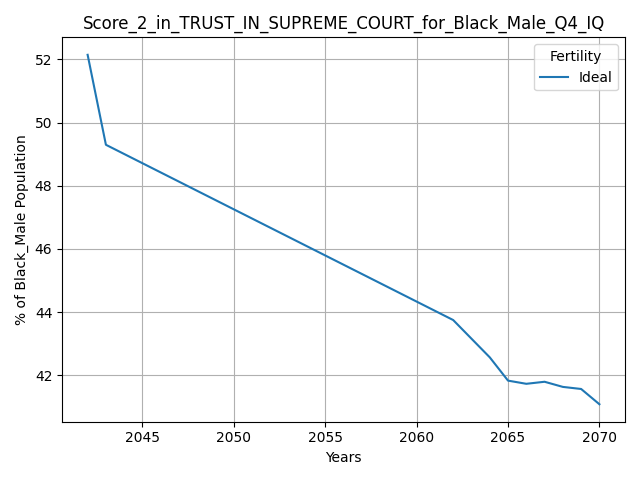 Score_2_in_TRUST_IN_SUPREME_COURT_for_Black_Male_Q4_IQ
Fertility
Ideal
% of Black_Male Population
52
50
48
46
44
42
2045
2050
2055
2060
2065
2070
Years